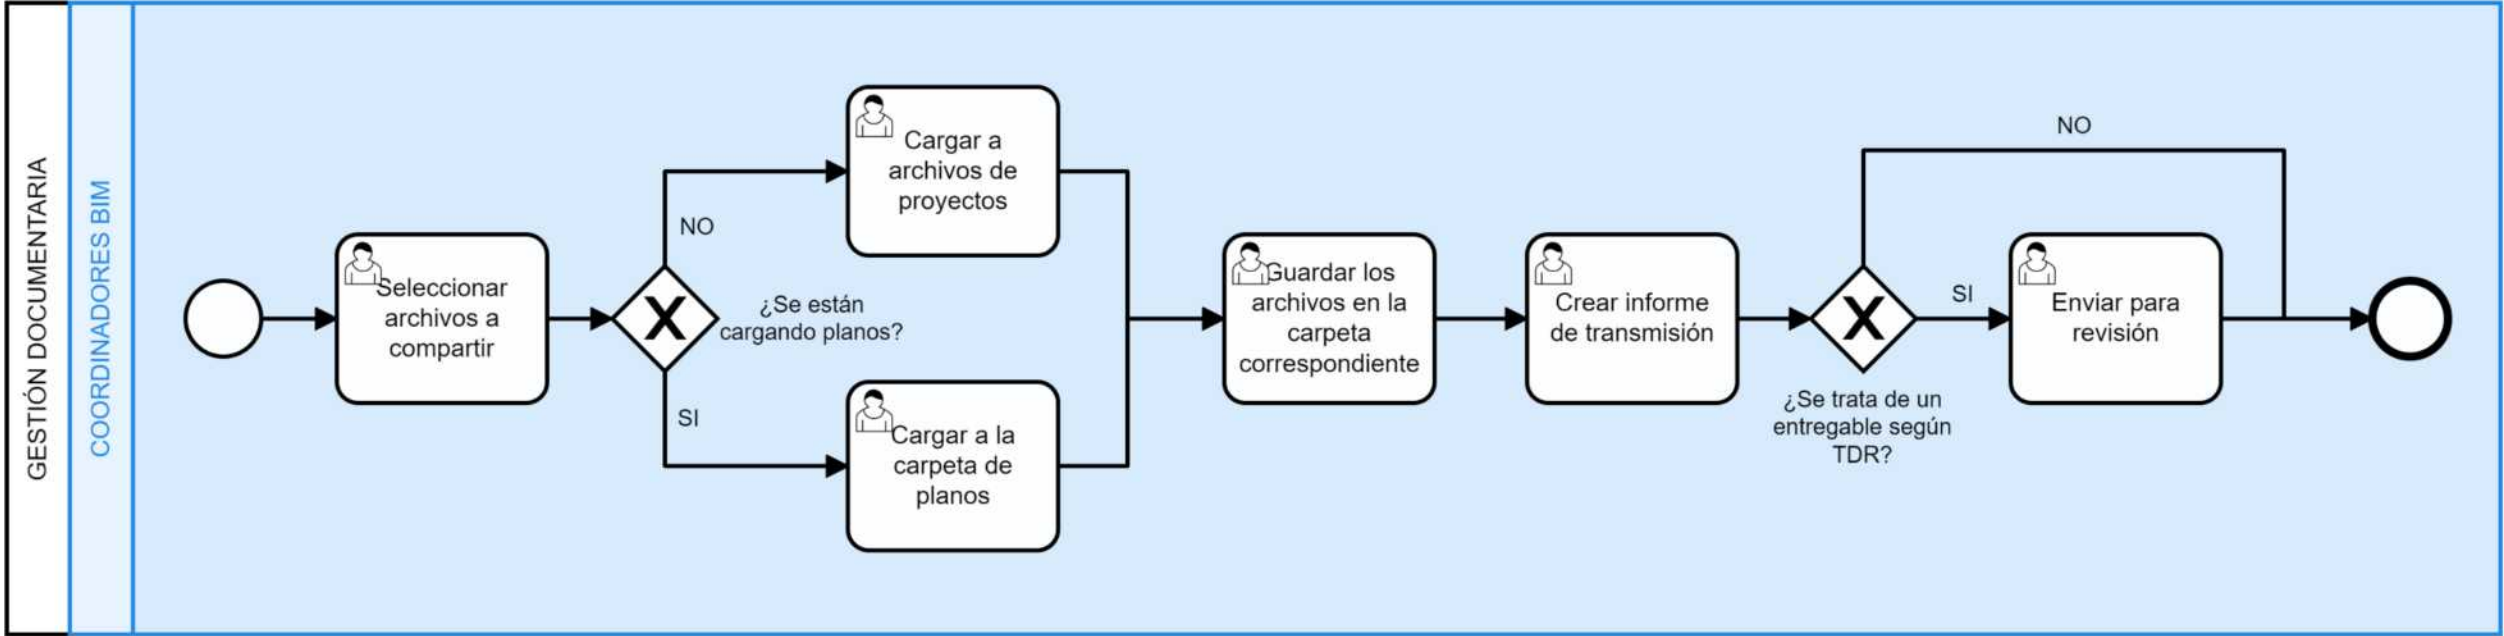 GESTIÓN DOCUMENTARIA
COORDINADORES BIM
Seleccionar
archivos a
compartir
NO
¿Se están
cargando planos?
SI
Cargar a
archivos de
proyectos
Cargar a la
carpeta de
planos
Guardar los
archivos en la
carpeta
correspondiente
Crear informe
de transmisión
NO
SI
¿Se trata de un
entregable según
TDR?
Enviar para
revisión